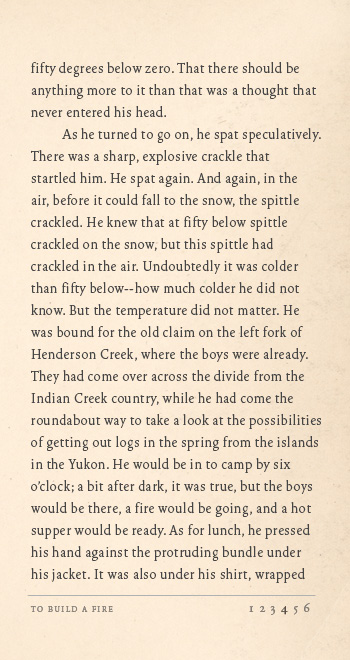 fifty degrees below zero. That there should be
anything more to it than that was a thought that
never entered his head.
As he turned to go on, he spat speculatively.
There was a sharp, explosive crackle that
startled him. He spat again. And again, in the
air, before it could fall to the snow, the spittle
crackled. He knew that at fifty below spittle
crackled on the snow, but this spittle had
crackled in the air. Undoubtedly it was colder
than fifty below--how much colder he did not
know. But the temperature did not matter. He
was bound for the old claim on the left fork of
Henderson Creek, where the boys were already.
They had come over across the divide from the
Indian Creek country, while he had come the
roundabout way to take a look at the possibilities
of getting out logs in the spring from the islands
in the Yukon. He would be in to camp by six
o'clock; a bit after dark, it was true, but the boys
would be there, a fire would be going, and a hot
supper would be ready. As for lunch, he pressed
his hand against the protruding bundle under
his jacket. It was also under his shirt, wrapped
TO BUILD A FIRE 1 2 3 4 5 6